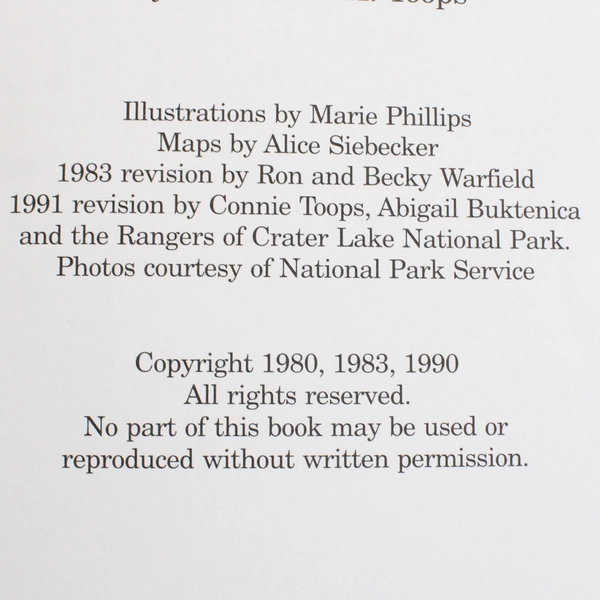 Toops
Illustrations by Marie Phillips
Maps by Alice Siebecker
1983 revision by Ron and Becky Warfield
1991 revision by Connie Toops, Abigail Buktenica
and the Rangers of Crater Lake National Park.
Photos courtesy of National Park Service
Copyright 1980, 1983, 1990
All rights reserved.
No part of this book may be used or
reproduced without written permission.